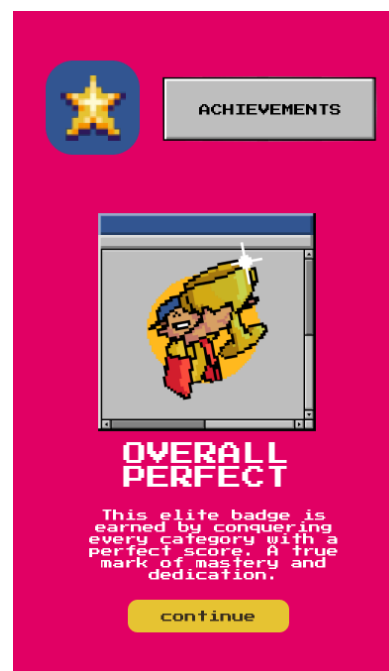 ACHIEVEMENTS
OVERALL
PERFECT
This elite badge is
earned by conquering
every category with a
perfect score. A true
mark of mastery and
dedication.
continue